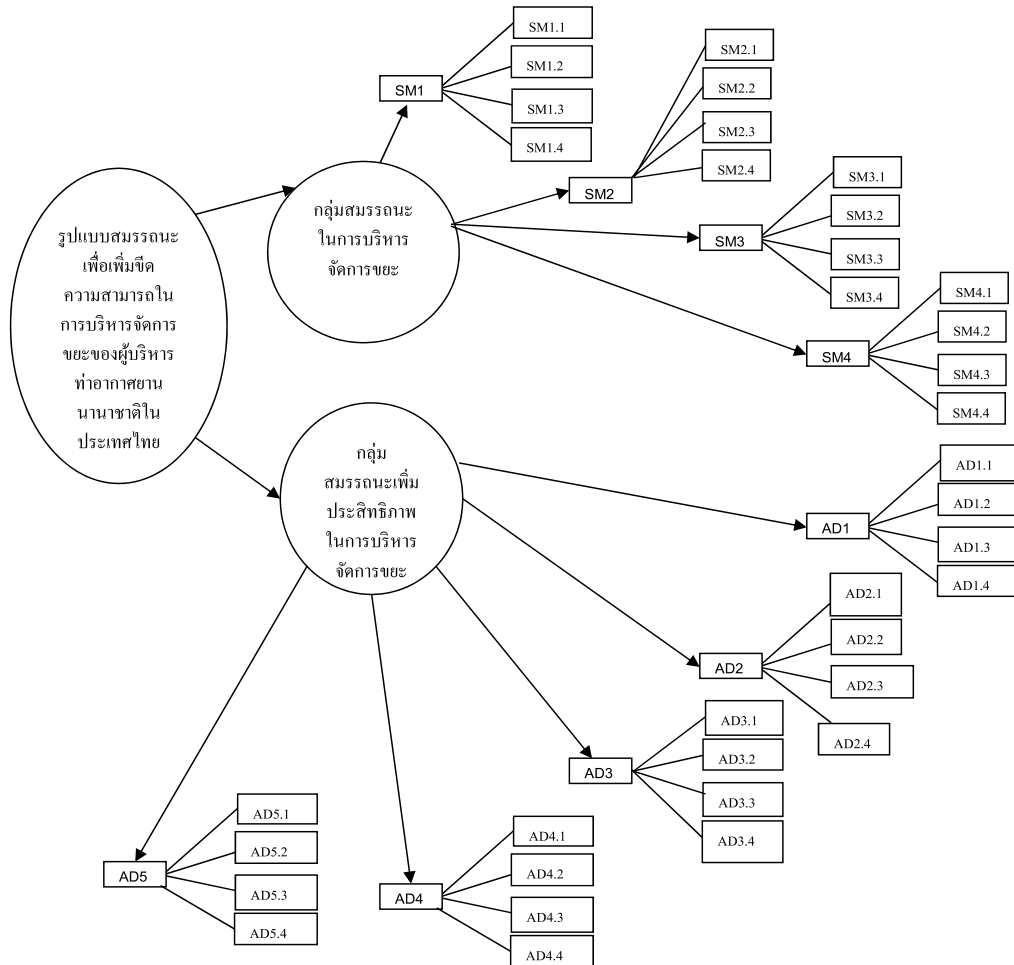 รูปแบบสมรรถนะ
เพื่อเพิ่มขีด
ความสามารถใน
การบริหารจัดการ
ขยะของผู้บริหาร
ท่าอากาศยาน
นานาชาติใน
ประเทศไทย
กลุ่มสมรรถนะ
ในการบริหาร
จัดการขยะ
SM1
SM1.1
SM1.2
SM1.3
SM1.4
SM2
SM2.1
SM2.2
SM2.3
SM2.4
SM3
SM3.1
SM3.2
SM3.3
SM3.4
SM4
SM4.1
SM4.2
SM4.3
SM4.4
กลุ่ม
สมรรถนะเพิ่ม
ประสิทธิภาพ
ในการบริหาร
จัดการขยะ
AD1
AD1.1
AD1.2
AD1.3
AD1.4
AD2
AD2.1
AD2.2
AD2.3
AD2.4
AD3
AD3.1
AD3.2
AD3.3
AD3.4
AD4
AD4.1
AD4.2
AD4.3
AD4.4
AD5
AD5.1
AD5.2
AD5.3
AD5.4